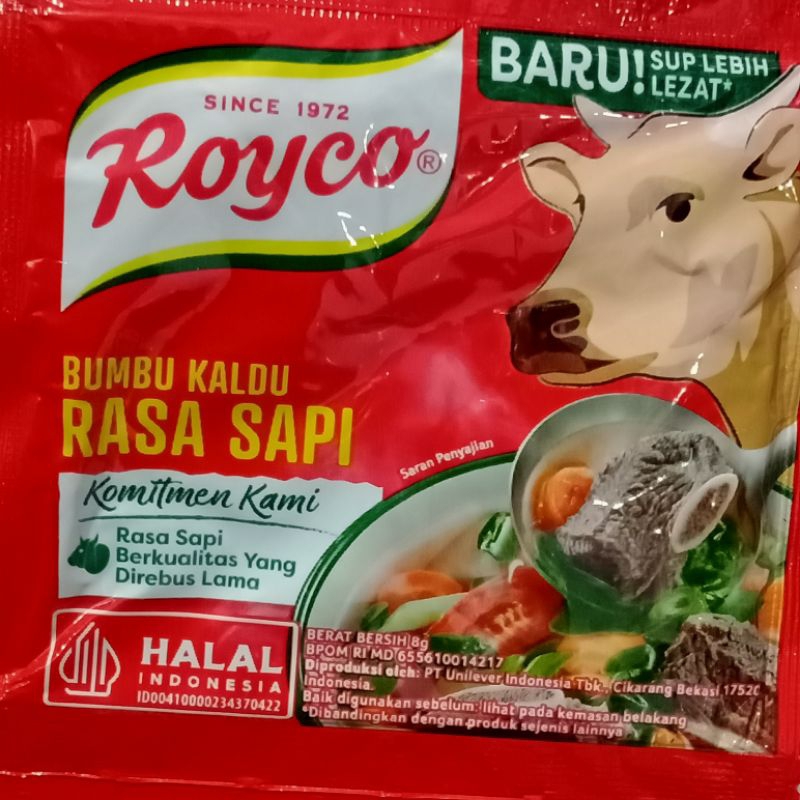 SINCE 1972
Royco®
BARU! SUP LEBIH
LEZAT*
BUMBU KALDU
RASA SAPI
Komitmen Kami
Rasa Sapi
Berkualitas Yang
Direbus Lama
Saran Penyajian
HALAL
INDONESIA
ID00410000234370422
BERAT BERSIH 8g
BPOM RI MD 655610014217
Diproduksi oleh: PT Unilever Indonesia Tbk., Cikarang Bekasi 17520
Indonesia.
Baik digunakan sebelum: lihat pada kemasan belakang
*Dibandingkan dengan produk sejenis lainnya